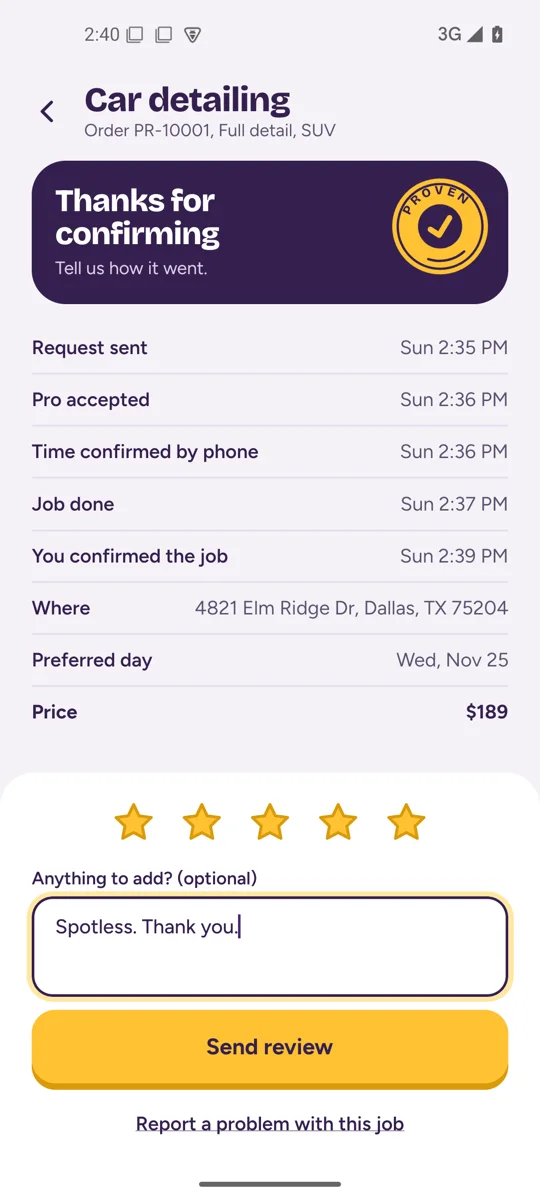 2:40
3G
Car detailing
Order PR-10001, Full detail, SUV
Thanks for
confirming
Tell us how it went.
PROVEN
Request sent Sun 2:35 PM
Pro accepted Sun 2:36 PM
Time confirmed by phone Sun 2:36 PM
Job done Sun 2:37 PM
You confirmed the job Sun 2:39 PM
Where 4821 Elm Ridge Dr, Dallas, TX 75204
Preferred day Wed, Nov 25
Price $189
Anything to add? (optional)
Spotless. Thank you.
Send review
Report a problem with this job